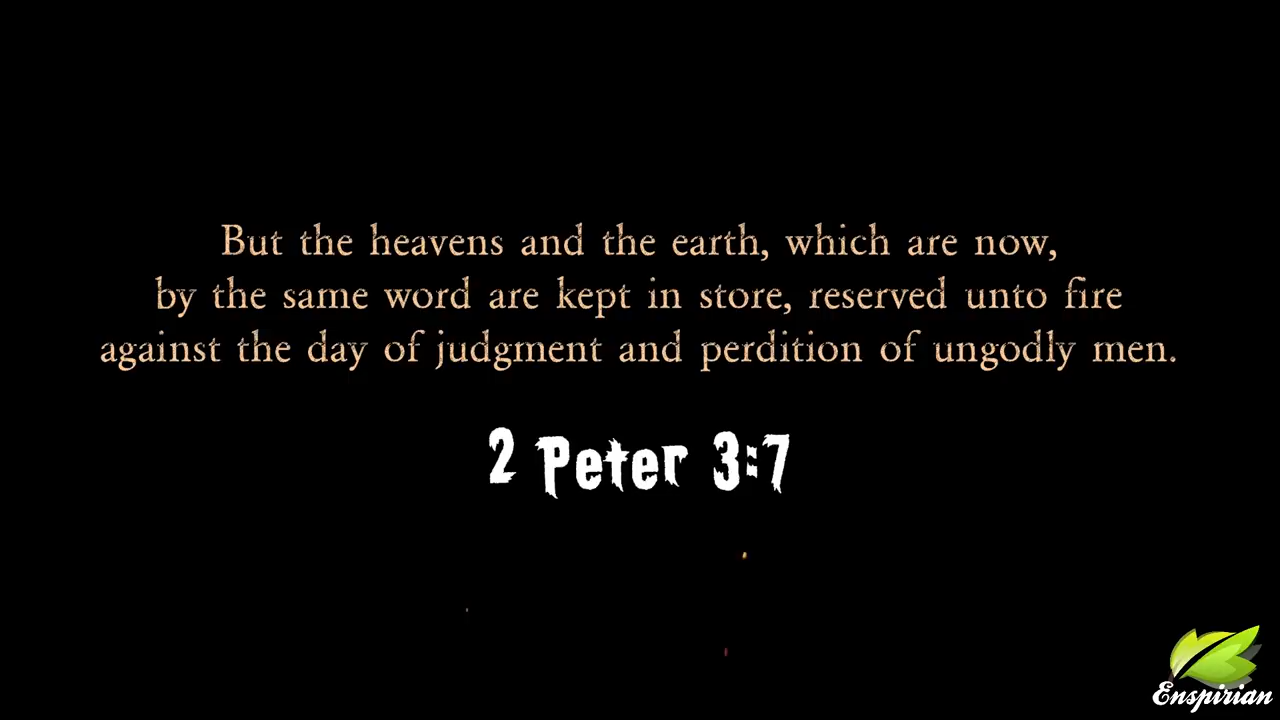 But the heavens and the earth, which are now,
by the same word are kept in store, reserved unto fire
against the day of judgment and perdition of ungodly men.
2 Peter 3:7
Enspirian